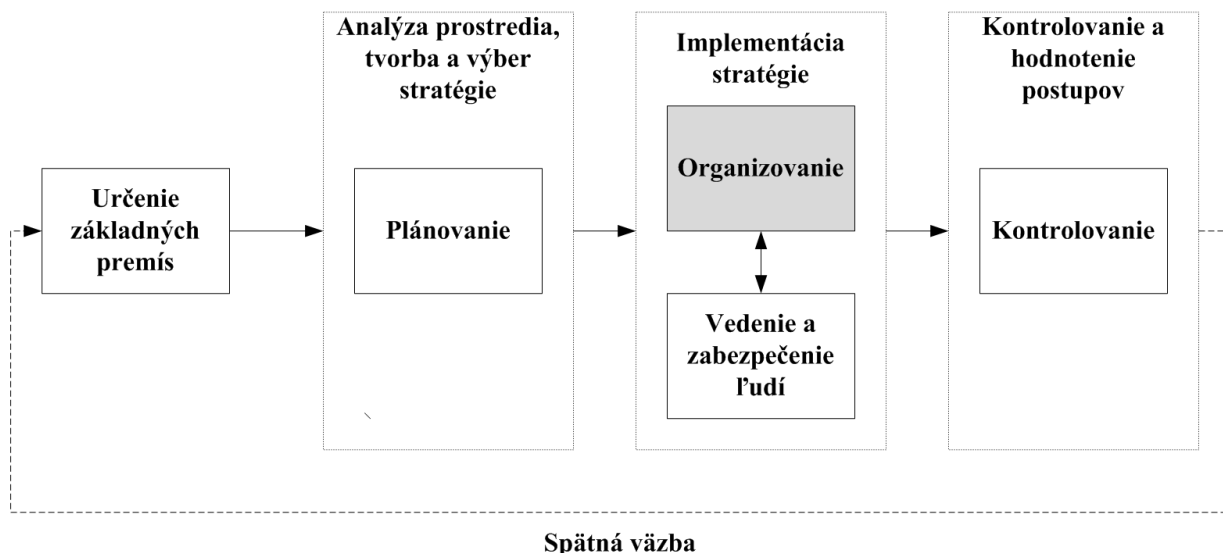 Analýza prostredia,
tvorba a výber
stratégie
Implementácia
stratégie
Kontrolovanie a
hodnotenie
postupov
Určenie
základných
premís
Plánovanie
Organizovanie
Vedenie a
zabezpečenie
ľudí
Kontrolovanie
Spätná väzba